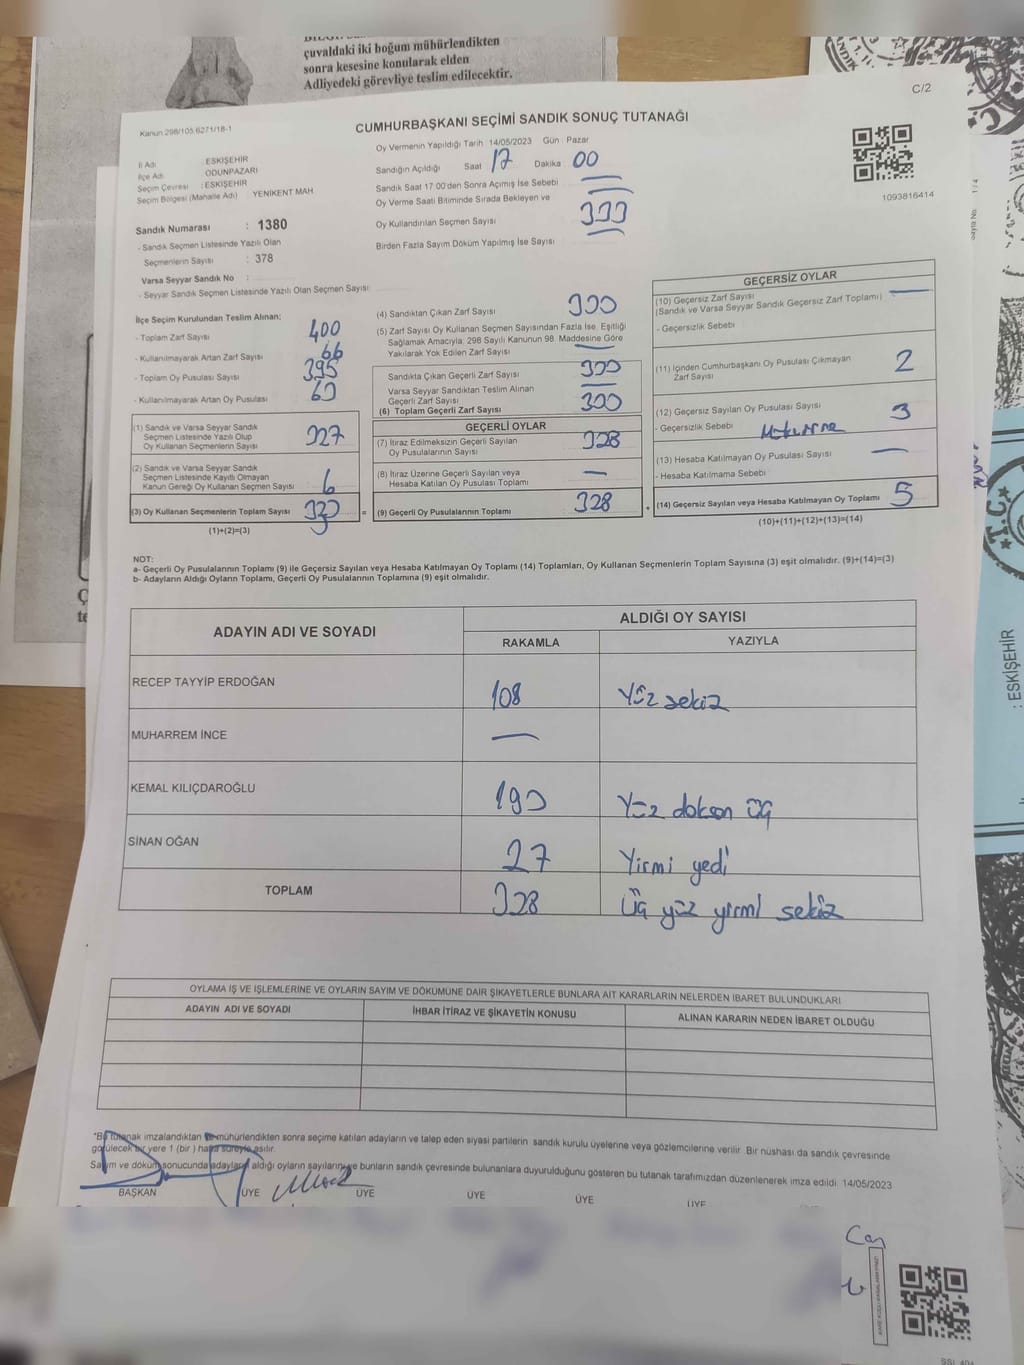 çuvaldaki iki boğum mühürlendikten
sonra kesesine konularak elden
Adliyedeki görevliye teslim edilecektir.
C/2
Kanun 298/105.6271/18-1
CUMHURBAŞKANI SEÇİMİ SANDIK SONUÇ TUTANAĞI
İl Adı : ESKİŞEHİR
İlçe Adı : ODUNPAZARI
Seçim Çevresi : ESKİŞEHİR
Seçim Bölgesi (Mahalle Adı) : YENİKENT MAH.
Sandık Numarası : 1380
- Sandık Seçmen Listesinde Yazılı Olan
Seçmenlerin Sayısı : 378
Varsa Seyyar Sandık No :
- Seyyar Sandık Seçmen Listesinde Yazılı Olan Seçmen Sayısı:
Oy Vermenin Yapıldığı Tarih 14/05/2023 Gün : Pazar
Sandığın Açıldığı Saat 17 Dakika 00
Sandık Saat 17.00'den Sonra Açımış İse Sebebi
Oy Verme Saati Bitiminde Sırada Bekleyen ve
Oy Kullandırılan Seçmen Sayısı 333
Birden Fazla Sayım Döküm Yapılmış İse Sayısı
1093816414
İlçe Seçim Kurulundan Teslim Alınan:
- Toplam Zarf Sayısı 400
- Kullanılmayarak Artan Zarf Sayısı 66
- Toplam Oy Pusulası Sayısı 395
- Kullanılmayarak Artan Oy Pusulası
(1) Sandık ve Varsa Seyyar Sandık
Seçmen Listesinde Yazılı Olup
Oy Kullanan Seçmenlerin Sayısı 327
(2) Sandık ve Varsa Seyyar Sandık
Seçmen Listesinde Kayıtlı Olmayan
Kanun Gereği Oy Kullanan Seçmen Sayısı 6
(3) Oy Kullanan Seçmenlerin Toplam Sayısı 333 =
(1)+(2)=(3)
(4) Sandıktan Çıkan Zarf Sayısı 333
(5) Zarf Sayısı Oy Kullanan Seçmen Sayısından Fazla İse, Eşitliği
Sağlamak Amacıyla, 298 Sayılı Kanunun 98. Maddesine Göre
Yakılarak Yok Edilen Zarf Sayısı —
Sandıkta Çıkan Geçerli Zarf Sayısı 333
Varsa Seyyar Sandıktan Teslim Alınan
Geçerli Zarf Sayısı —
(6) Toplam Geçerli Zarf Sayısı 333
GEÇERLİ OYLAR
(7) İtiraz Edilmeksizin Geçerli Sayılan
Oy Pusulalarının Sayısı 328
(8) İtiraz Üzerine Geçerli Sayılan veya
Hesaba Katılan Oy Pusulası Toplamı —
(9) Geçerli Oy Pusulalarının Toplamı 328 +
GEÇERSİZ OYLAR
(10) Geçersiz Zarf Sayısı —
(Sandık ve Varsa Seyyar Sandık Geçersiz Zarf Toplamı)
- Geçersizlik Sebebi
(11) İçinden Cumhurbaşkanı Oy Pusulası Çıkmayan
Zarf Sayısı 2
(12) Geçersiz Sayılan Oy Pusulası Sayısı 3
- Geçersizlik Sebebi
(13) Hesaba Katılmayan Oy Pusulası Sayısı —
- Hesaba Katılmama Sebebi
(14) Geçersiz Sayılan veya Hesaba Katılmayan Oy Toplamı 5
(10)+(11)+(12)+(13)=(14)
NOT:
a- Geçerli Oy Pusulalarının Toplamı (9) ile Geçersiz Sayılan veya Hesaba Katılmayan Oy Toplamı (14) Toplamları, Oy Kullanan Seçmenlerin Toplam Sayısına (3) eşit olmalıdır. (9)+(14)=(3)
b- Adayların Aldığı Oyların Toplamı, Geçerli Oy Pusulalarının Toplamına (9) eşit olmalıdır.
ADAYIN ADI VE SOYADI ALDIĞI OY SAYISI
RAKAMLA YAZIYLA
RECEP TAYYİP ERDOĞAN 108 Yüz sekiz
MUHARREM İNCE —
KEMAL KILIÇDAROĞLU 193 Yüz doksan üç
SİNAN OĞAN 27 Yirmi yedi
TOPLAM 328 Üç yüz yirmi sekiz
OYLAMA İŞ VE İŞLEMLERİNE VE OYLARIN SAYIM VE DÖKÜMÜNE DAİR ŞİKAYETLERLE BUNLARA AİT KARARLARIN NELERDEN İBARET BULUNDUKLARI
ADAYIN ADI VE SOYADI İHBAR İTİRAZ VE ŞİKAYETİN KONUSU ALINAN KARARIN NEDEN İBARET OLDUĞU
*Bu tutanak imzalandıktan ve mühürlendikten sonra seçime katılan adayların ve talep eden siyasi partilerin sandık kurulu üyelerine veya gözlemcilerine verilir. Bir nüshası da sandık çevresinde
görülecek bir yere 1 (bir) hafta süreyle asılır.
Sayım ve döküm sonucunda adayların aldığı oyların sayılarını ve bunların sandık çevresinde bulunanlara duyurulduğunu gösteren bu tutanak tarafımızdan düzenlenerek imza edildi. 14/05/2023
BAŞKAN ÜYE ÜYE ÜYE ÜYE ÜYE
Can
: ESKİŞEHİR
T.C.